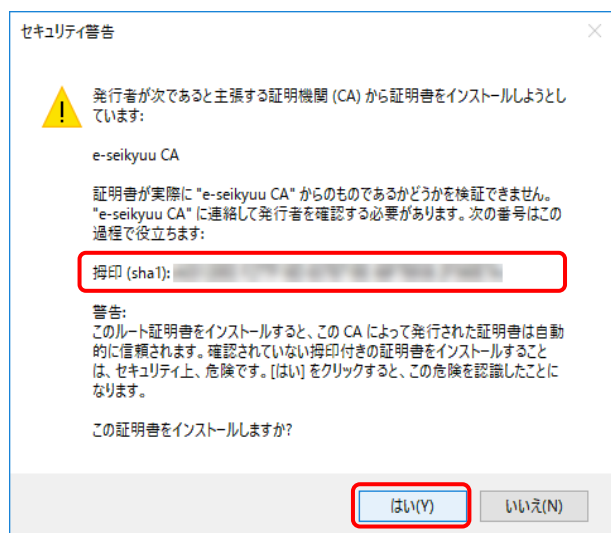 セキュリティ警告
発行者が次であると主張する証明機関 (CA) から証明書をインストールしようとし
ています:
e-seikyuu CA
証明書が実際に "e-seikyuu CA" からのものであるかどうかを検証できません。
"e-seikyuu CA" に連絡して発行者を確認する必要があります。次の番号はこの
過程で役立ちます:
拇印 (sha1):
警告:
このルート証明書をインストールすると、この CA によって発行された証明書は自動
的に信頼されます。確認されていない拇印付きの証明書をインストールすること
は、セキュリティ上、危険です。[はい] をクリックすると、この危険を認識したことに
なります。
この証明書をインストールしますか?
はい(Y)
いいえ(N)